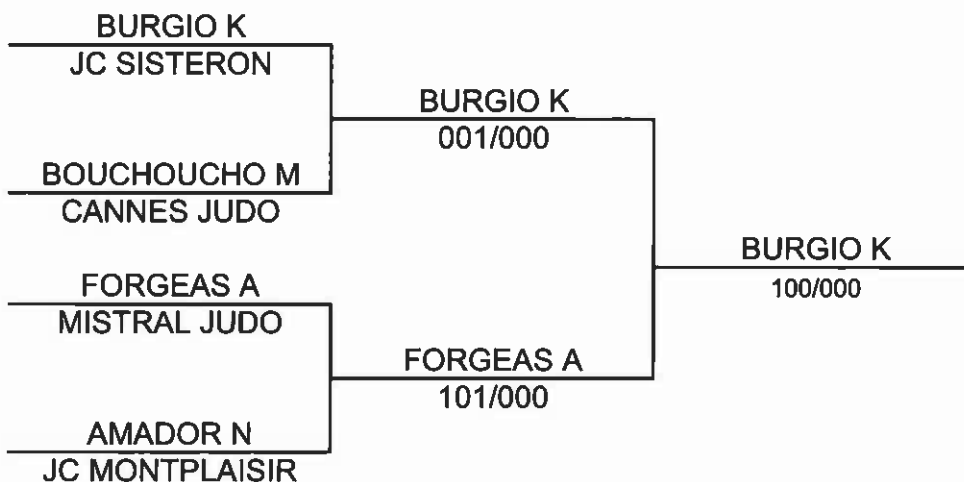 BURGIO K
JC SISTERON
BURGIO K
001/000
BOUCHOUCHO M
CANNES JUDO
BURGIO K
100/000
FORGEAS A
MISTRAL JUDO
FORGEAS A
101/000
AMADOR N
JC MONTPLAISIR